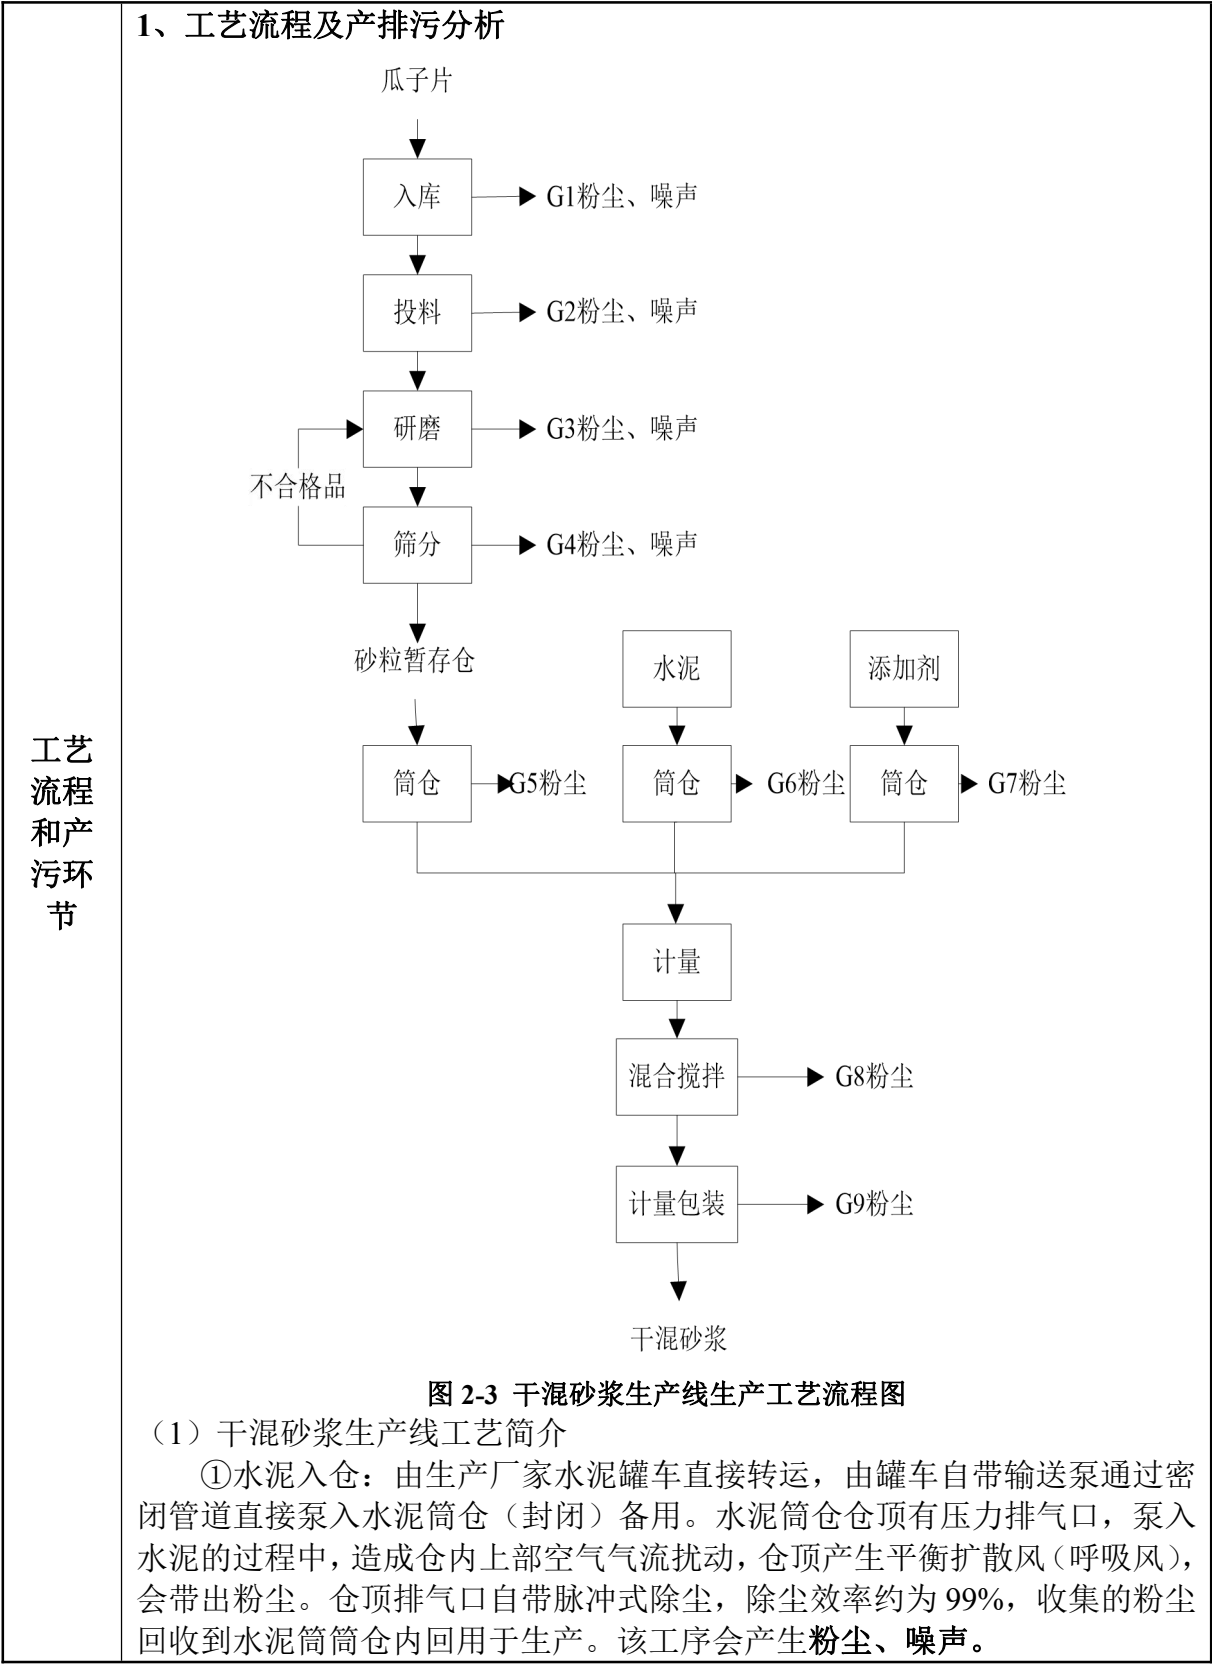 1、工艺流程及产排污分析
瓜子片
入库
G1粉尘、噪声
投料
G2粉尘、噪声
研磨
G3粉尘、噪声
不合格品
筛分
G4粉尘、噪声
砂粒暂存仓
水泥
添加剂
筒仓
G5粉尘
筒仓
G6粉尘
筒仓
G7粉尘
计量
混合搅拌
G8粉尘
计量包装
G9粉尘
干混砂浆
工艺
流程
和产
污环
节
图 2-3 干混砂浆生产线生产工艺流程图
（1）干混砂浆生产线工艺简介
①水泥入仓：由生产厂家水泥罐车直接转运，由罐车自带输送泵通过密
闭管道直接泵入水泥筒仓（封闭）备用。水泥筒仓仓顶有压力排气口，泵入
水泥的过程中，造成仓内上部空气气流扰动，仓顶产生平衡扩散风（呼吸风），
会带出粉尘。仓顶排气口自带脉冲式除尘，除尘效率约为 99%，收集的粉尘
回收到水泥筒筒仓内回用于生产。该工序会产生粉尘、噪声。